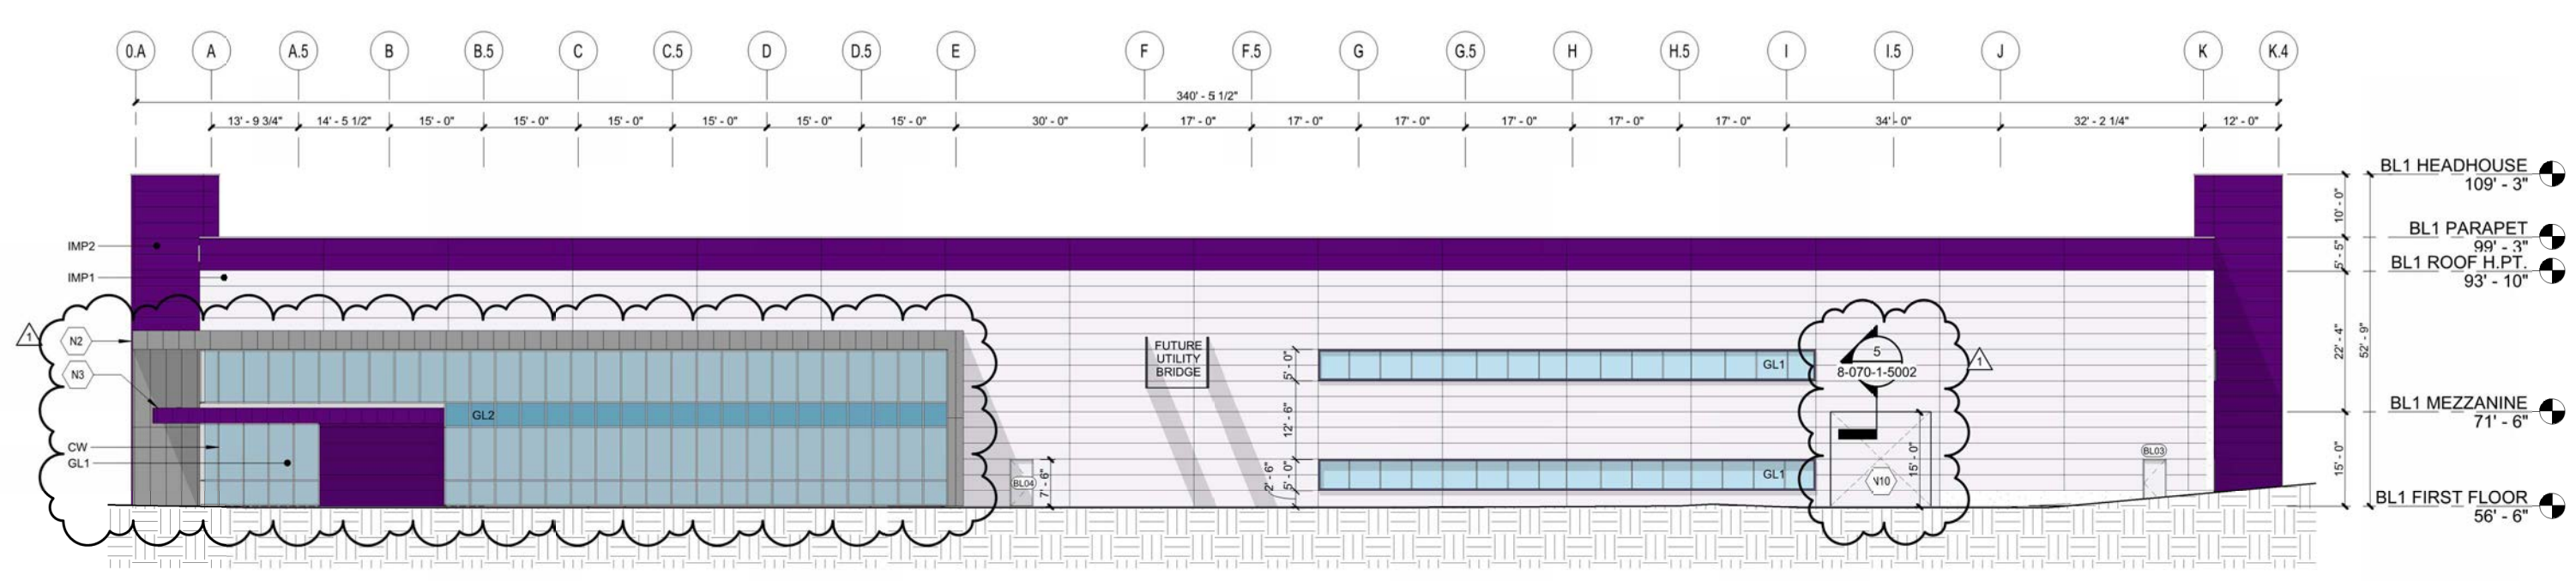 0.A A A.5 B B.5 C C.5 D D.5 E F F.5 G G.5 H H.5 I I.5 J K K.4
340' - 5 1/2"
13' - 9 3/4" 14' - 5 1/2" 15' - 0" 15' - 0" 15' - 0" 15' - 0" 15' - 0" 15' - 0" 30' - 0" 17' - 0" 17' - 0" 17' - 0" 17' - 0" 17' - 0" 17' - 0" 34' - 0" 32' - 2 1/4" 12' - 0"
BL1 HEADHOUSE
109' - 3"
10' - 0"
BL1 PARAPET
99' - 3"
5' - 5"
BL1 ROOF H.PT.
93' - 10"
22' - 4"
52' - 9"
BL1 MEZZANINE
71' - 6"
15' - 0"
BL1 FIRST FLOOR
56' - 6"
IMP2
IMP1
1
N2
N3
CW
GL1
GL2
BL04
7' - 6"
FUTURE
UTILITY
BRIDGE
5' - 0"
12' - 6"
2' - 6"
5' - 0"
GL1
GL1
5
8-070-1-5002
1
15' - 0"
N10
BL03